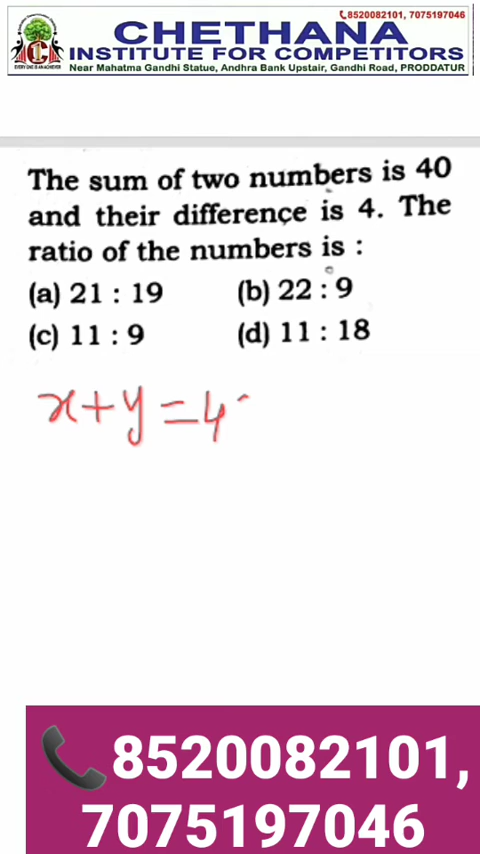 📞8520082101, 7075197046
CHETHANA
INSTITUTE FOR COMPETITORS
EVERY ONE IS AN ACHIEVER
Near Mahatma Gandhi Statue, Andhra Bank Upstair, Gandhi Road, PRODDATUR
The sum of two numbers is 40
and their difference is 4. The
ratio of the numbers is :
(a) 21 : 19 (b) 22 : 9
(c) 11 : 9 (d) 11 : 18
x+y=4
📞8520082101,
7075197046